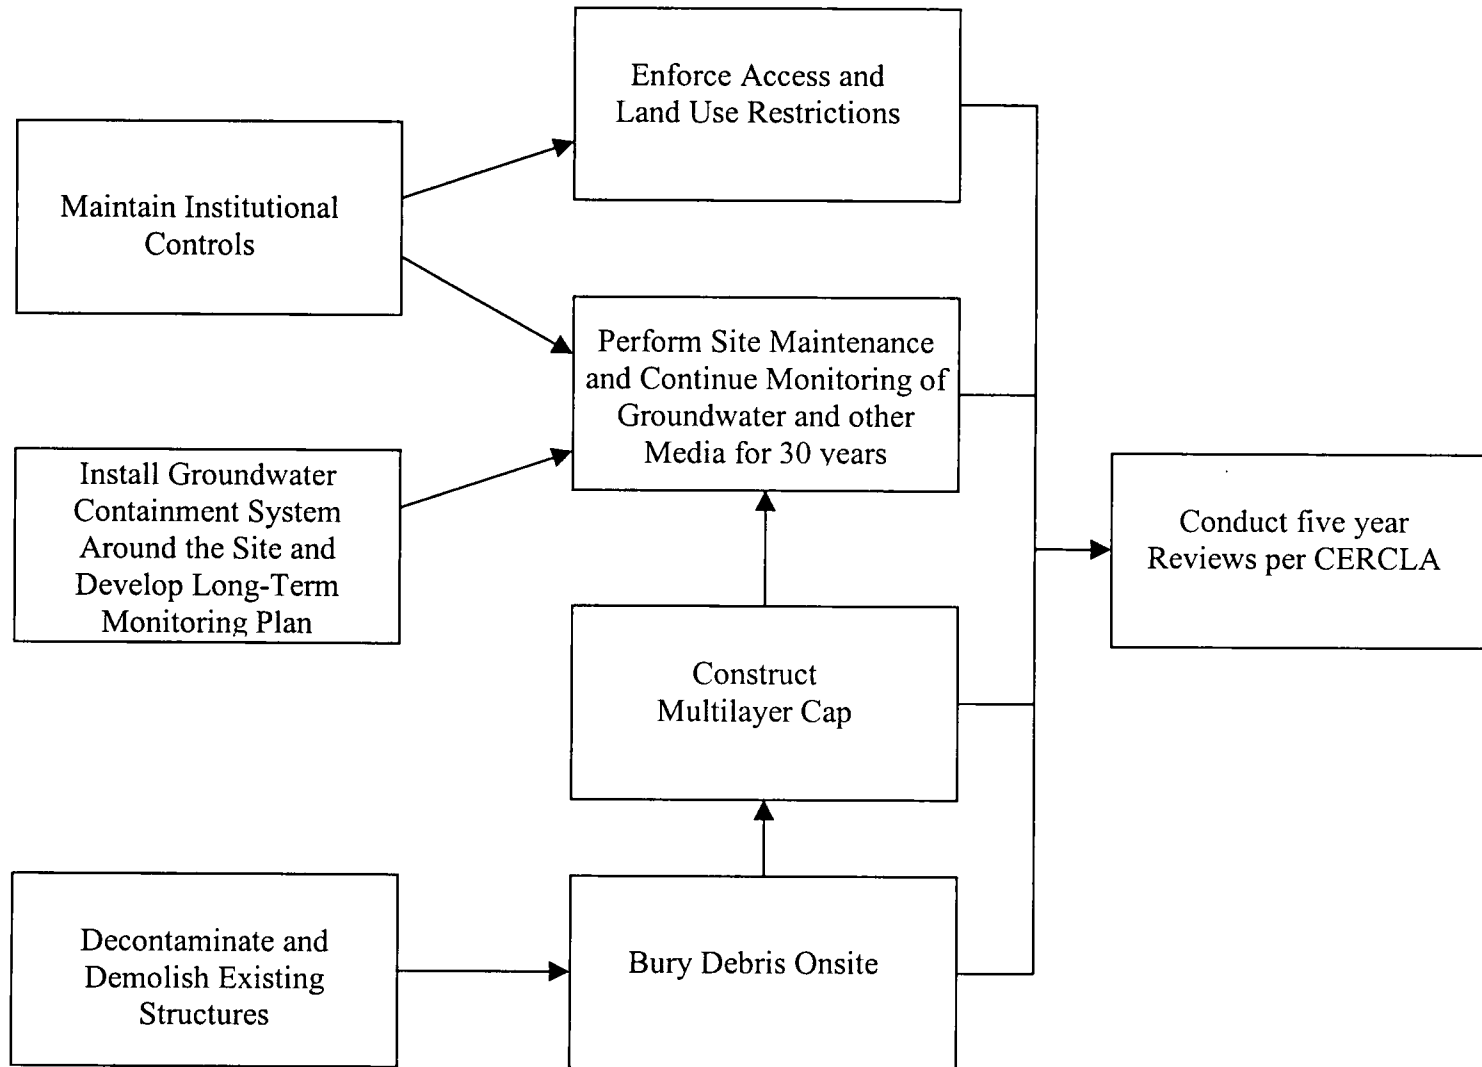 Enforce Access and
Land Use Restrictions
Maintain Institutional
Controls
Perform Site Maintenance
and Continue Monitoring of
Groundwater and other
Media for 30 years
Install Groundwater
Containment System
Around the Site and
Develop Long-Term
Monitoring Plan
Conduct five year
Reviews per CERCLA
Construct
Multilayer Cap
Decontaminate and
Demolish Existing
Structures
Bury Debris Onsite